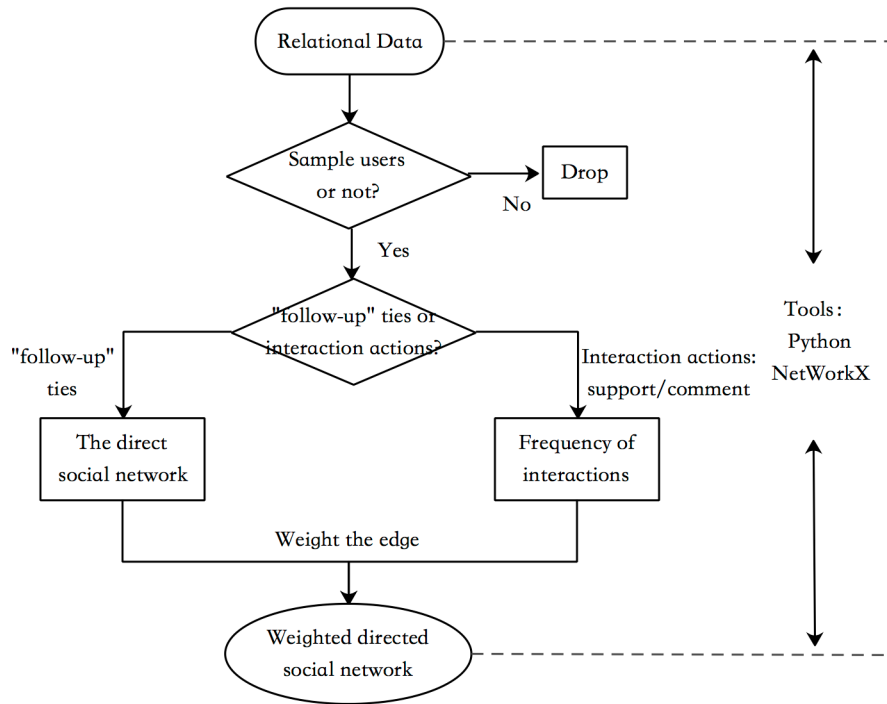 Relational Data
Sample users
or not?
Drop
No
Yes
"follow-up" ties or
interaction actions?
"follow-up"
ties
Interaction actions:
support/comment
Tools:
Python
NetWorkX
The direct
social network
Frequency of
interactions
Weight the edge
Weighted directed
social network